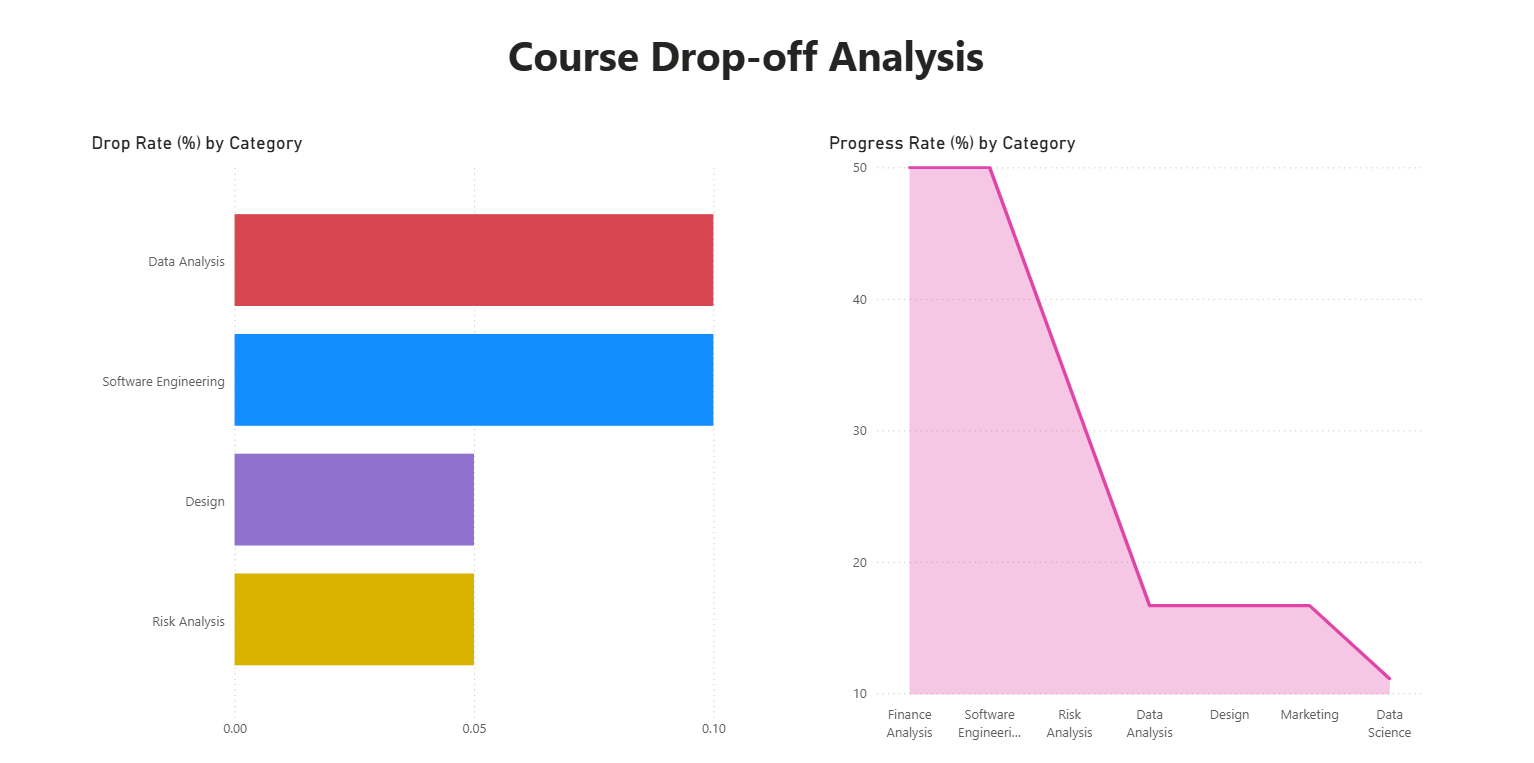 Course Drop-off Analysis
Drop Rate (%) by Category
Data Analysis
Software Engineering
Design
Risk Analysis
0.00
0.05
0.10
Progress Rate (%) by Category
50
40
30
20
10
Finance
Analysis
Software
Engineeri...
Risk
Analysis
Data
Analysis
Design
Marketing
Data
Science